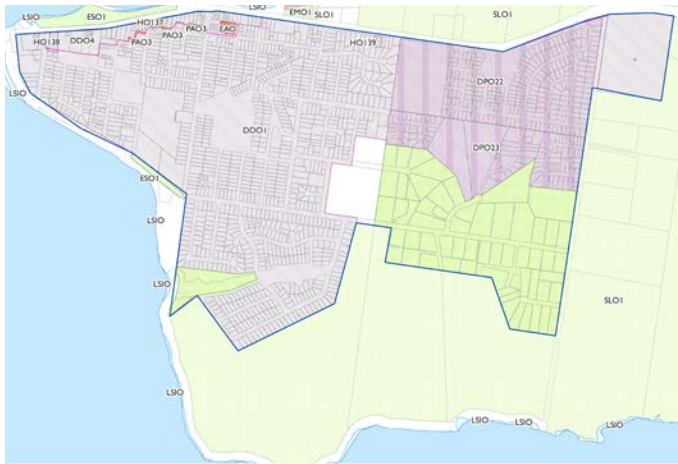 LSIO
ESO1
HO137
LSIO
EMO1
SLO1
SLO1
HO138
DDO4
PAO3
PAO3
PAO3
EAO
HO139
DPO22
LSIO
DDO1
DPO23
ESO1
LSIO
LSIO
SLO1
LSIO
LSIO
LSIO
LSIO